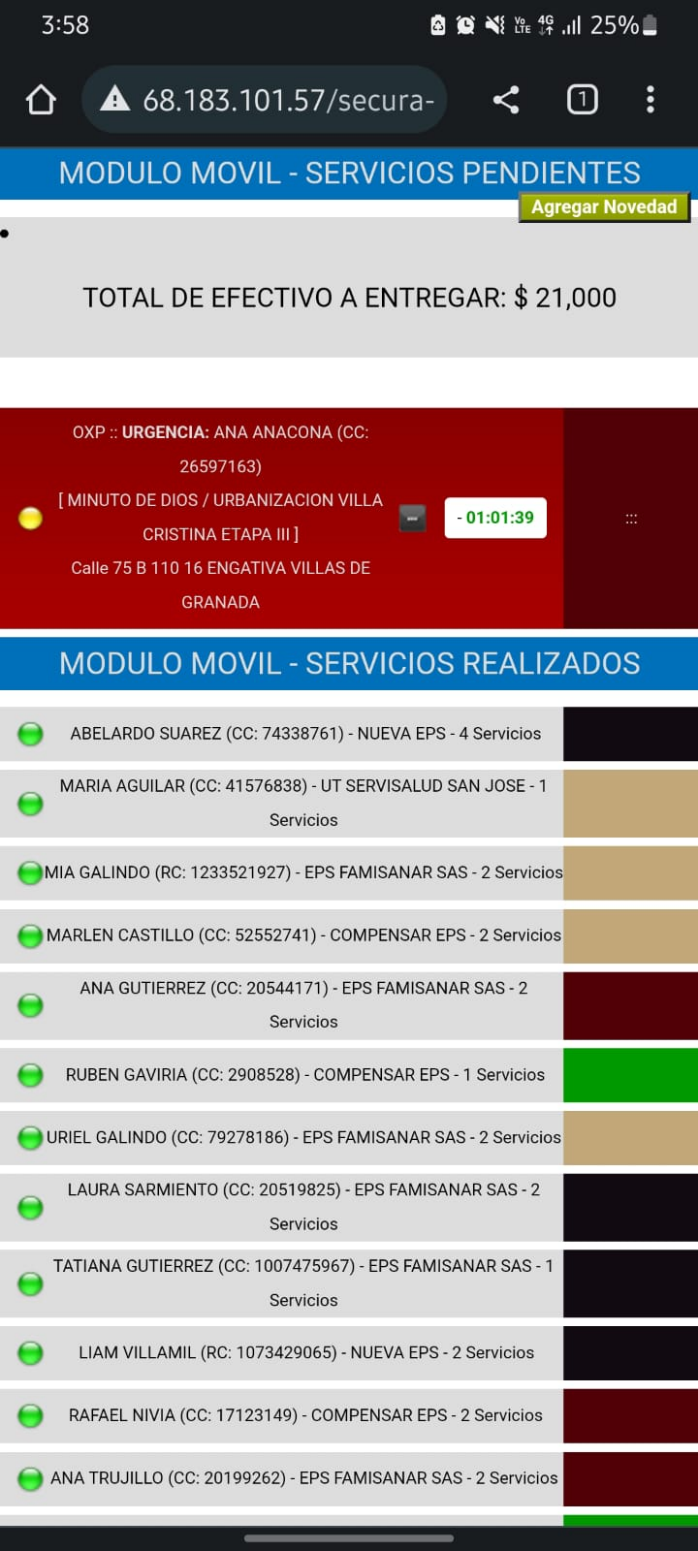 3:58
Vo LTE 4G 25%
68.183.101.57/secura-
1
MODULO MOVIL - SERVICIOS PENDIENTES
Agregar Novedad
TOTAL DE EFECTIVO A ENTREGAR: $ 21,000
OXP :: URGENCIA: ANA ANACONA (CC:
26597163)
[ MINUTO DE DIOS / URBANIZACION VILLA
CRISTINA ETAPA III ]
Calle 75 B 110 16 ENGATIVA VILLAS DE
GRANADA
- 01:01:39
:::
MODULO MOVIL - SERVICIOS REALIZADOS
ABELARDO SUAREZ (CC: 74338761) - NUEVA EPS - 4 Servicios
MARIA AGUILAR (CC: 41576838) - UT SERVISALUD SAN JOSE - 1
Servicios
MIA GALINDO (RC: 1233521927) - EPS FAMISANAR SAS - 2 Servicios
MARLEN CASTILLO (CC: 52552741) - COMPENSAR EPS - 2 Servicios
ANA GUTIERREZ (CC: 20544171) - EPS FAMISANAR SAS - 2
Servicios
RUBEN GAVIRIA (CC: 2908528) - COMPENSAR EPS - 1 Servicios
URIEL GALINDO (CC: 79278186) - EPS FAMISANAR SAS - 2 Servicios
LAURA SARMIENTO (CC: 20519825) - EPS FAMISANAR SAS - 2
Servicios
TATIANA GUTIERREZ (CC: 1007475967) - EPS FAMISANAR SAS - 1
Servicios
LIAM VILLAMIL (RC: 1073429065) - NUEVA EPS - 2 Servicios
RAFAEL NIVIA (CC: 17123149) - COMPENSAR EPS - 2 Servicios
ANA TRUJILLO (CC: 20199262) - EPS FAMISANAR SAS - 2 Servicios